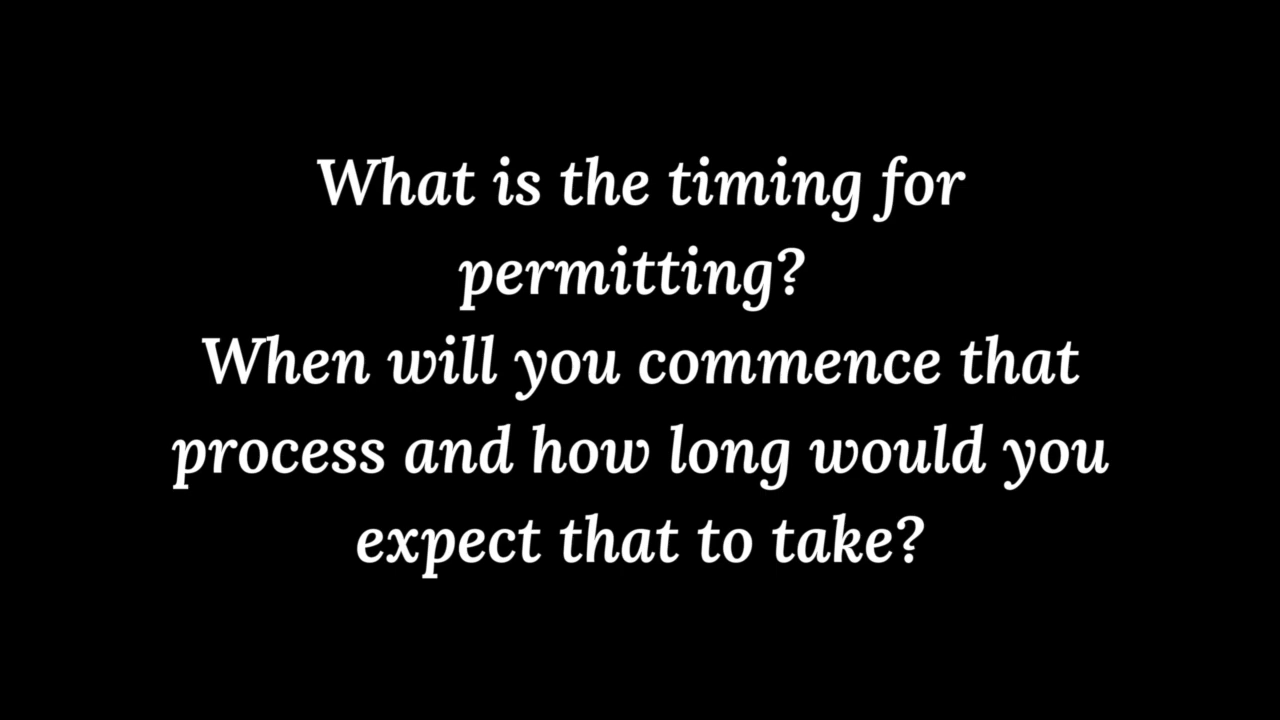 What is the timing for
permitting?
When will you commence that
process and how long would you
expect that to take?